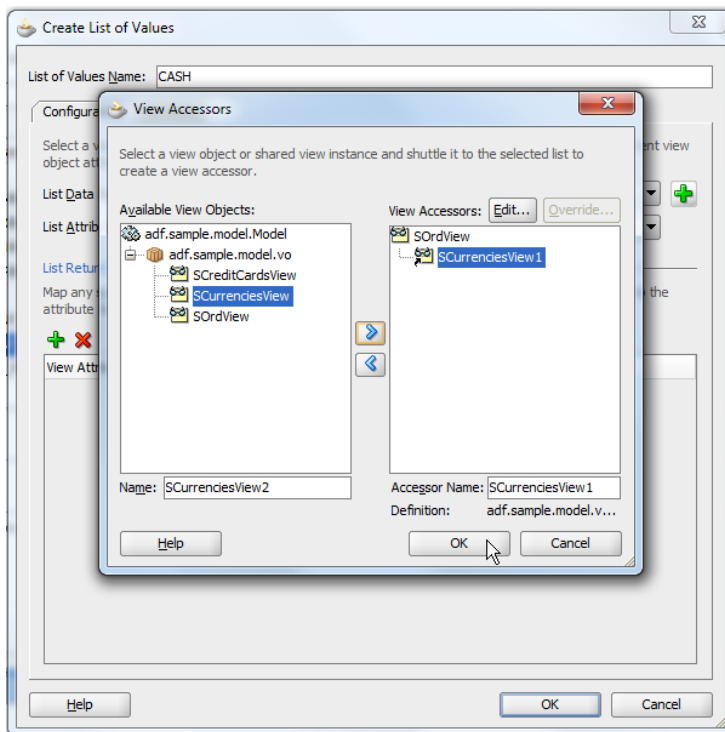 Create List of Values
List of Values Name: CASH
Configura
View Accessors
Select a v
ent view
object att
Select a view object or shared view instance and shuttle it to the selected list to
create a view accessor.
List Data
List Attrib
Available View Objects:
View Accessors: Edit... Override...
adf.sample.model.Model
adf.sample.model.vo
SCreditCardsView
SCurrenciesView
SOrdView
SOrdView
SCurrenciesView1
List Retur
Map any s
the
attribute
View Attr
Name: SCurrenciesView2
Accessor Name: SCurrenciesView1
Definition: adf.sample.model.v...
Help
OK
Cancel
Help
OK
Cancel